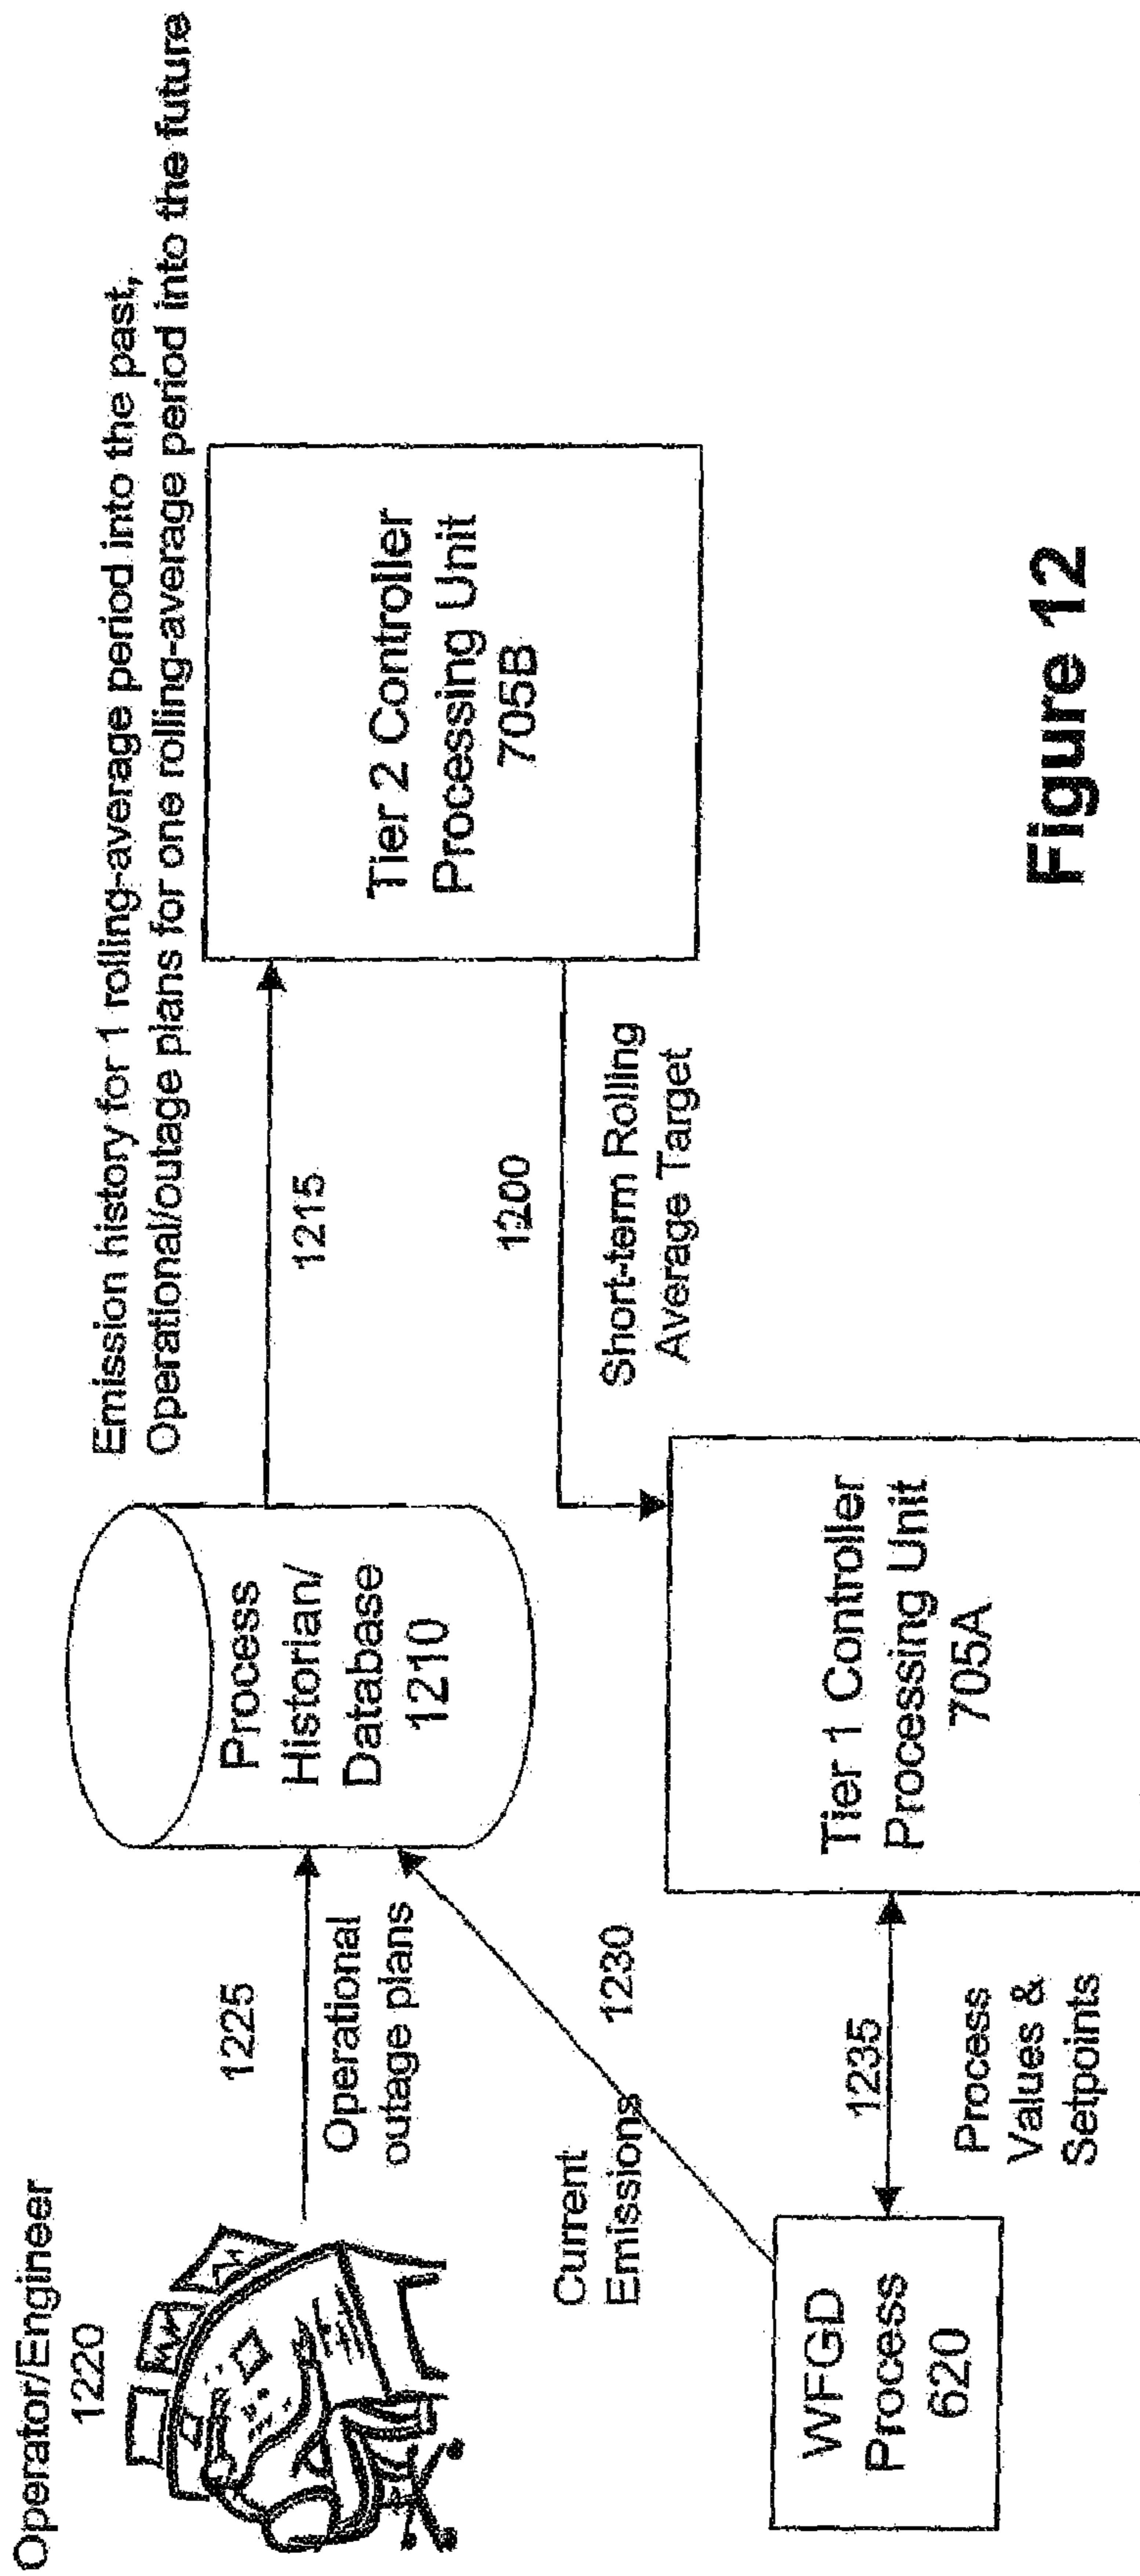 Operator/Engineer
1220
1225
Operational
outage plans
Process
Historian/
Database
1210
Emission history for 1 rolling-average period into the past,
Operational/outage plans for one rolling-average period into the future
1215
Tier 2 Controller
Processing Unit
705B
1200
Short-term Rolling
Average Target
Current
Emissions
1230
WFGD
Process
620
1235
Process
Values &
Setpoints
Tier 1 Controller
Processing Unit
705A
Figure 12